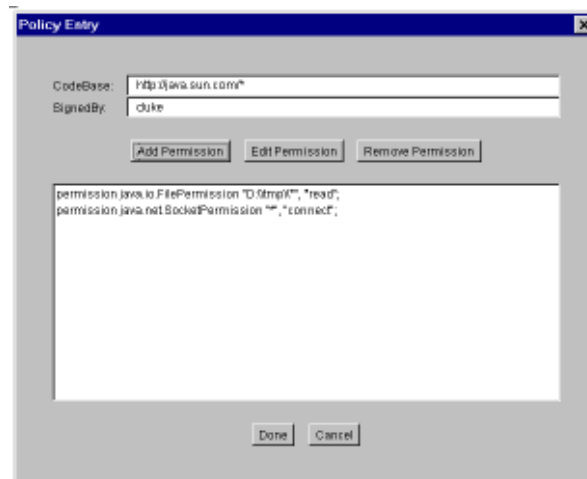 Policy Entry
CodeBase: http://java.sun.com/*
SignedBy: duke
Add Permission Edit Permission Remove Permission
permission java.io.FilePermission "D:\\tmp\\*", "read";
permission java.net.SocketPermission "*", "connect";
Done Cancel